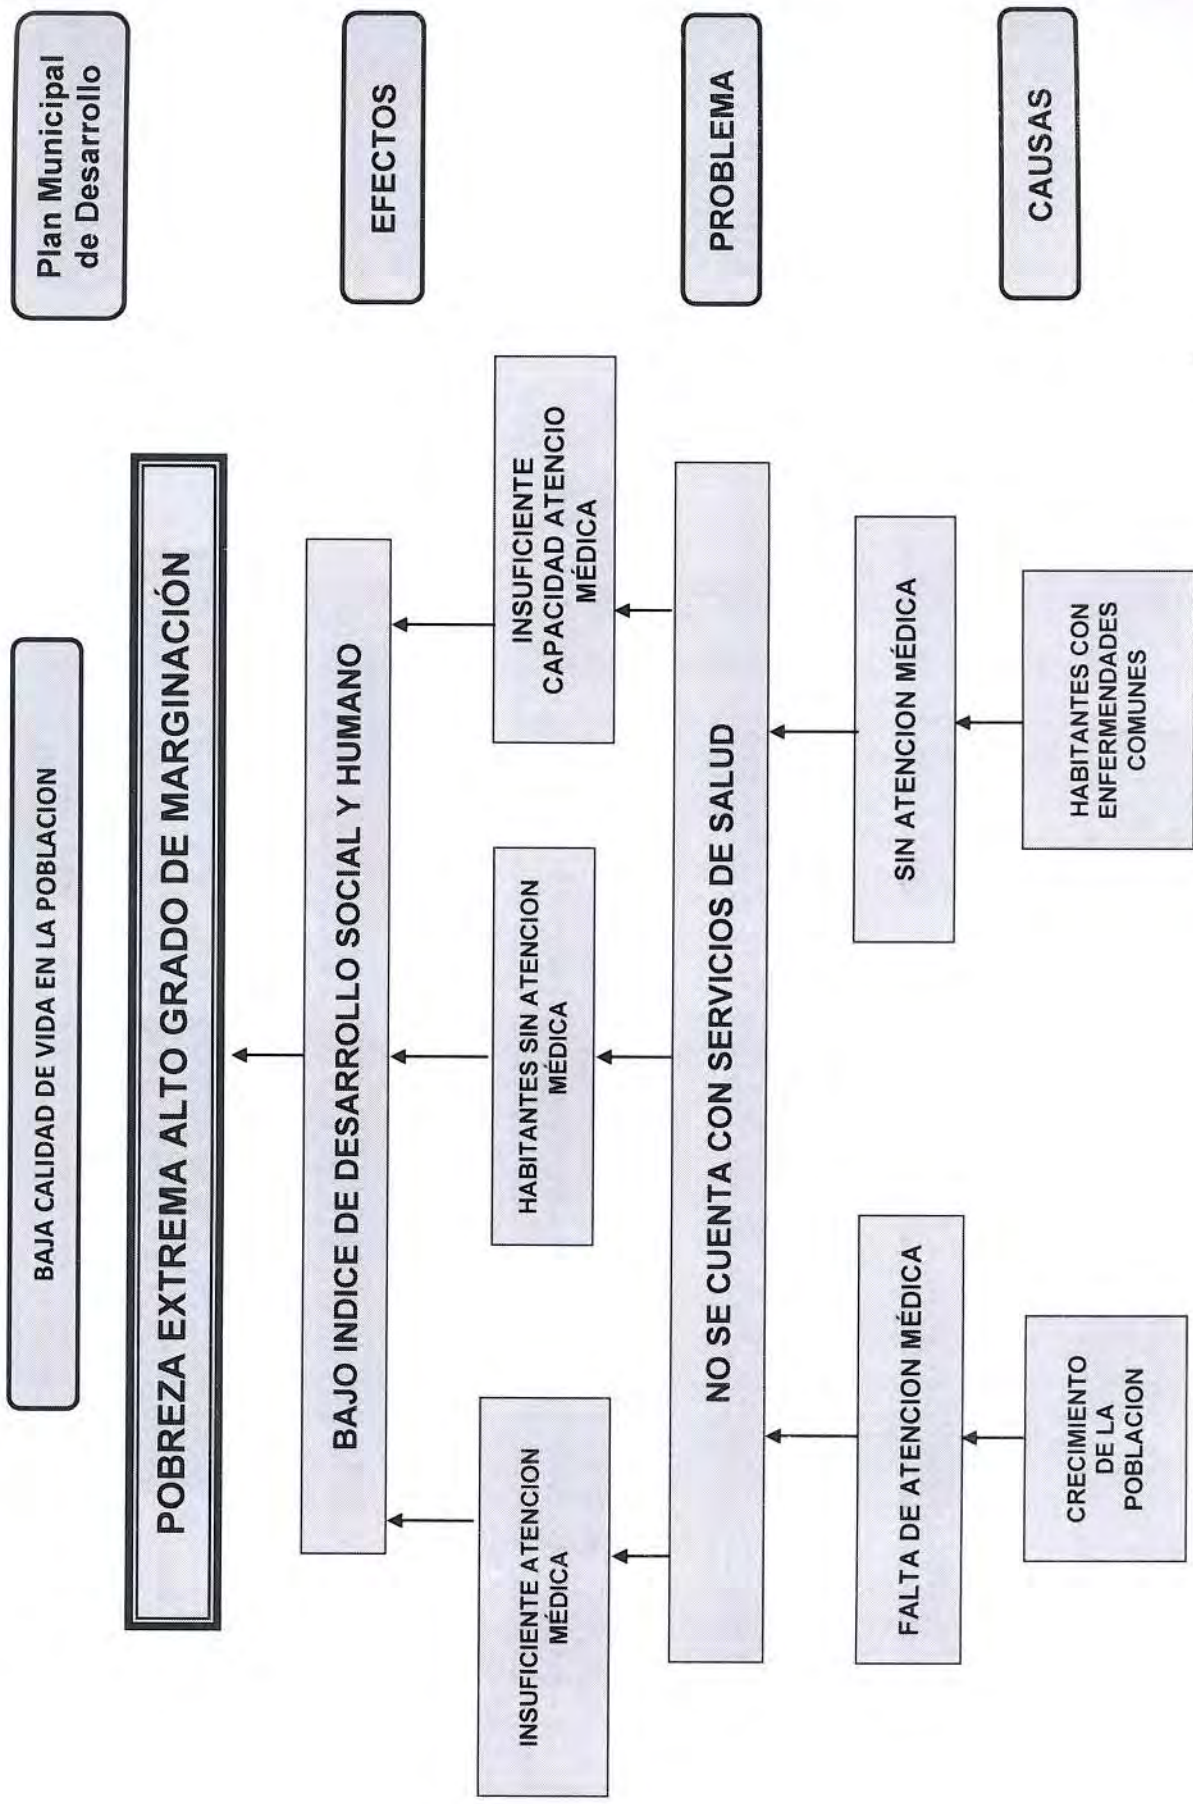 BAJA CALIDAD DE VIDA EN LA POBLACION
Plan Municipal
de Desarrollo
POBREZA EXTREMA ALTO GRADO DE MARGINACIÓN
BAJO INDICE DE DESARROLLO SOCIAL Y HUMANO
EFECTOS
INSUFICIENTE ATENCION
MÉDICA
HABITANTES SIN ATENCION
MÉDICA
INSUFICIENTE
CAPACIDAD ATENCIO
MÉDICA
NO SE CUENTA CON SERVICIOS DE SALUD
PROBLEMA
FALTA DE ATENCION MÉDICA
SIN ATENCION MÉDICA
CRECIMIENTO
DE LA
POBLACION
HABITANTES CON
ENFERMENDADES
COMUNES
CAUSAS